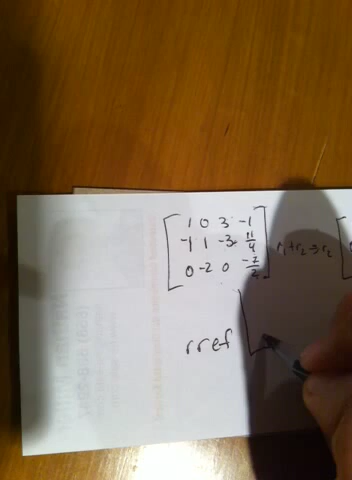 1 0 3 -1
-1 1 -3 11/4 r₁+r₂⇒r₂
0 -2 0 -7/2
rref